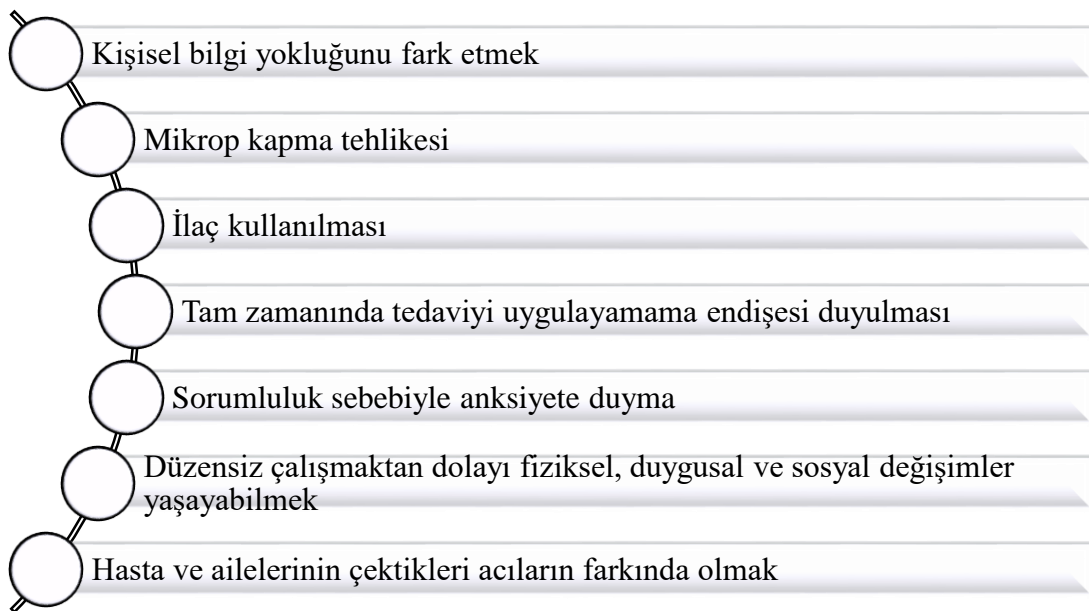 Kişisel bilgi yokluğunu fark etmek
Mikrop kapma tehlikesi
İlaç kullanılması
Tam zamanında tedaviyi uygulayamama endişesi duyulması
Sorumluluk sebebiyle anksiyete duyma
Düzensiz çalışmaktan dolayı fiziksel, duygusal ve sosyal değişimler
yaşayabilmek
Hasta ve ailelerinin çektikleri acıların farkında olmak